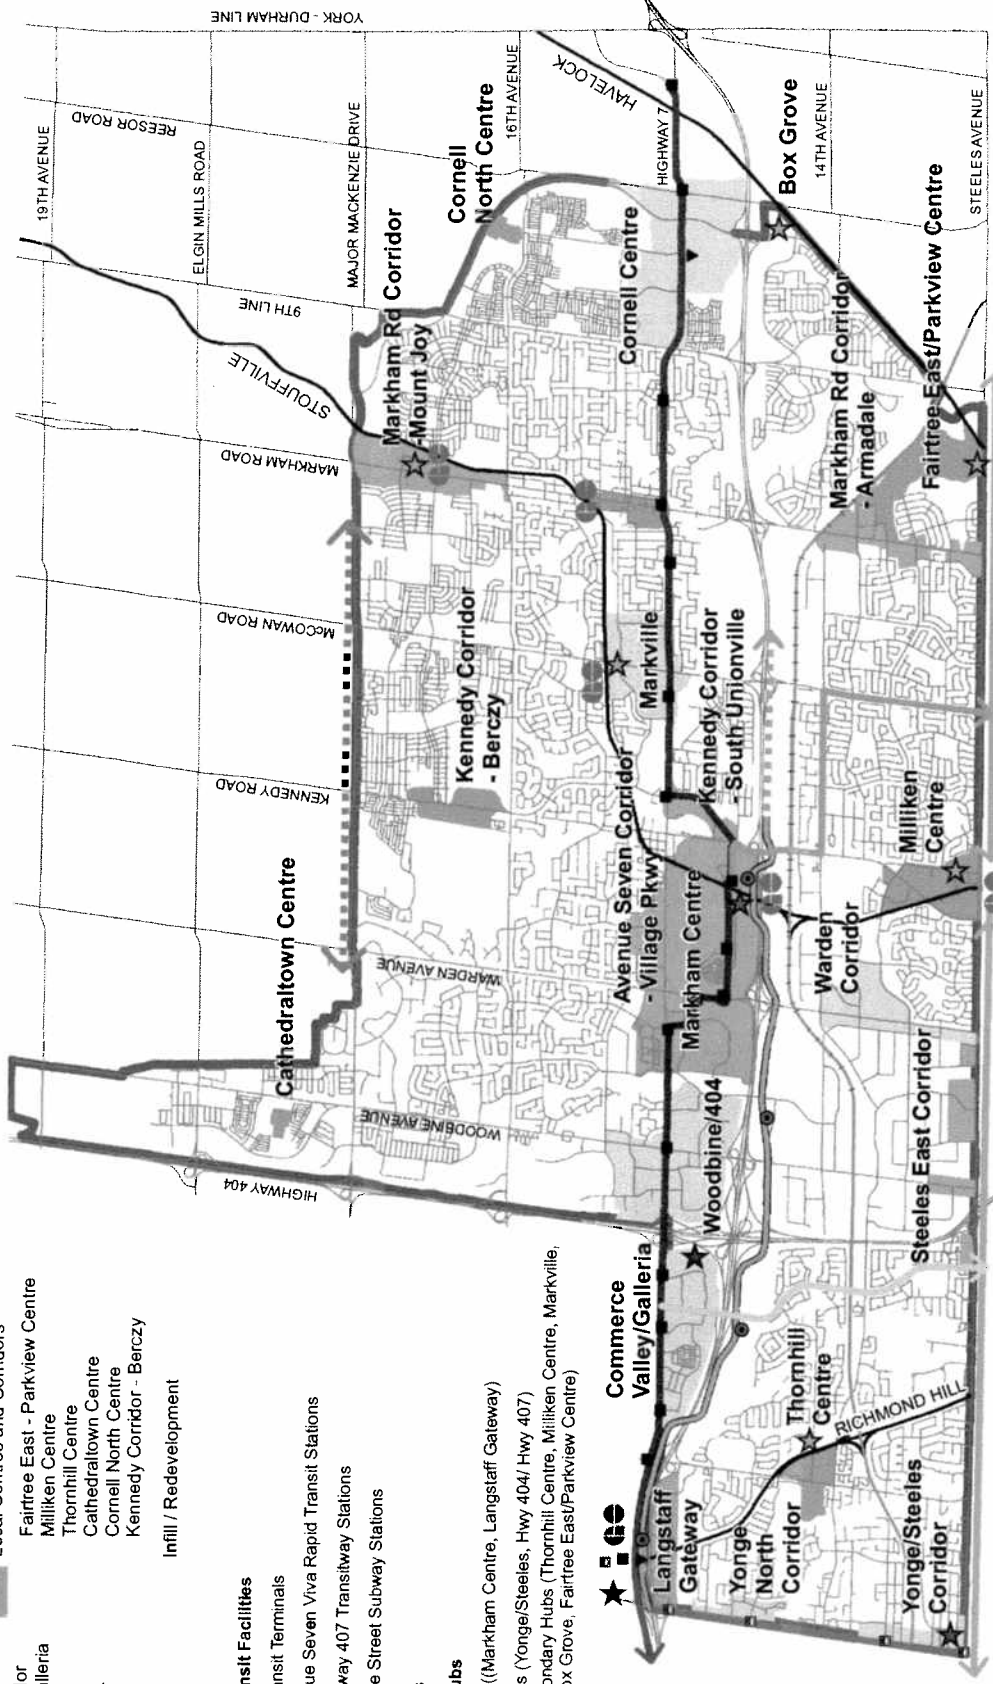 YORK - DURHAM LINE
REESOR ROAD
9TH LINE
MARKHAM ROAD
McCOWAN ROAD
KENNEDY ROAD
WARDEN AVENUE
WOODBINE AVENUE
HIGHWAY 404
19TH AVENUE
ELGIN MILLS ROAD
MAJOR MACKENZIE DRIVE
16TH AVENUE
HIGHWAY 7
14TH AVENUE
STEELES AVENUE
STOUFFVILLE
HAVELOCK
RICHMOND HILL
Cathedraltown Centre
Markham Rd Corridor
- Mount Joy
Cornell
North Centre
Kennedy Corridor
- Berczy
Cornell Centre
Box Grove
Avenue Seven Corridor
- Village Pkwy
Markville
Kennedy Corridor
- South Unionville
Markham Rd Corridor
- Armadale
Fairtree East/Parkview Centre
Markham Centre
Woodbine/404
Commerce
Valley/Galleria
Warden
Corridor
Milliken
Centre
Steeles East Corridor
Thornhill
Centre
Langstaff
Gateway
Yonge
North
Corridor
Yonge/Steeles
Corridor
Local Centres and Corridors
Fairtree East - Parkview Centre
Milliken Centre
Thornhill Centre
Cathedraltown Centre
Cornell North Centre
Kennedy Corridor - Berczy
Infill / Redevelopment
or
lleria
nsit Facilities
nsit Terminals
ue Seven Viva Rapid Transit Stations
way 407 Transitway Stations
e Street Subway Stations
s
ubs
((Markham Centre, Langstaff Gateway)
s (Yonge/Steeles, Hwy 404/ Hwy 407)
ondary Hubs (Thornhill Centre, Milliken Centre, Markville,
ox Grove, Fairtree East/Parkview Centre)